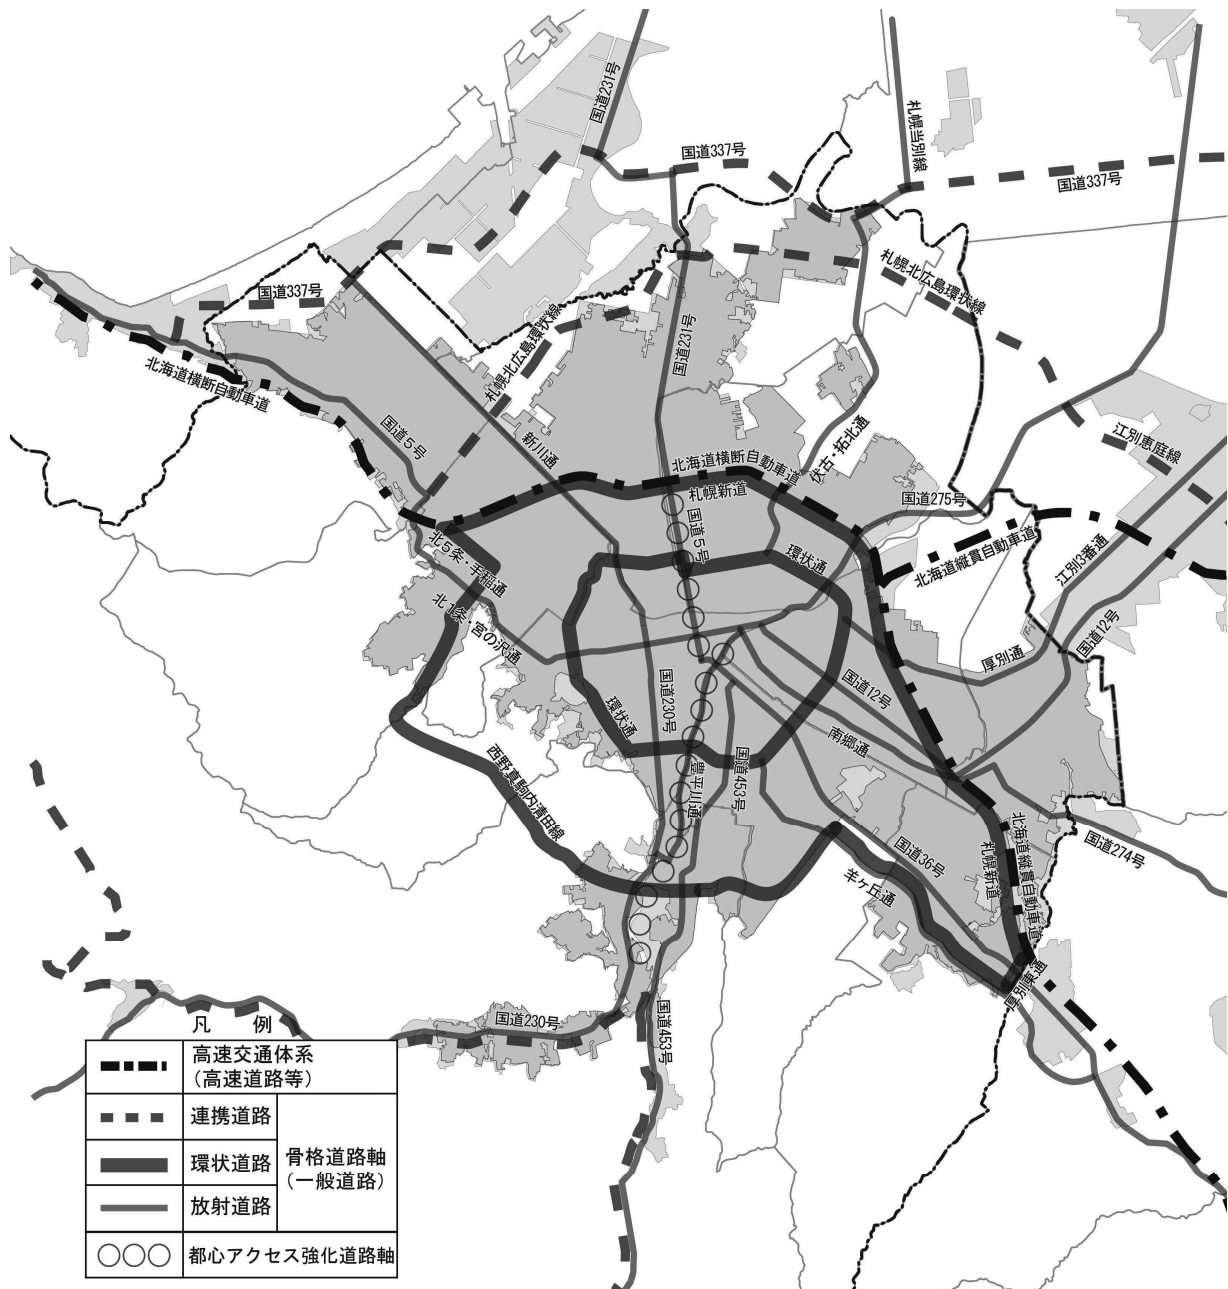 国道231号
国道337号
札幌当別線
国道337号
国道337号
札幌北広島環状線
札幌北広島環状線
国道231号
北海道横断自動車道
国道5号
新川通
北海道横断自動車道
札幌新道
伏古・拓北通
国道275号
江別恵庭線
国道5号
環状通
北海道縦貫自動車道
江別3番通
北5条・手稲通
北1条・宮の沢通
国道12号
厚別通
国道230号
国道12号
環状通
南郷通
西野真駒内清田線
豊平川通
国道453号
国道36号
羊ヶ丘通
札幌新道
北海道縦貫自動車道
国道274号
厚別東通
国道230号
国道453号
凡 例
高速交通体系
(高速道路等)
連携道路
環状道路
放射道路
骨格道路軸
(一般道路)
都心アクセス強化道路軸